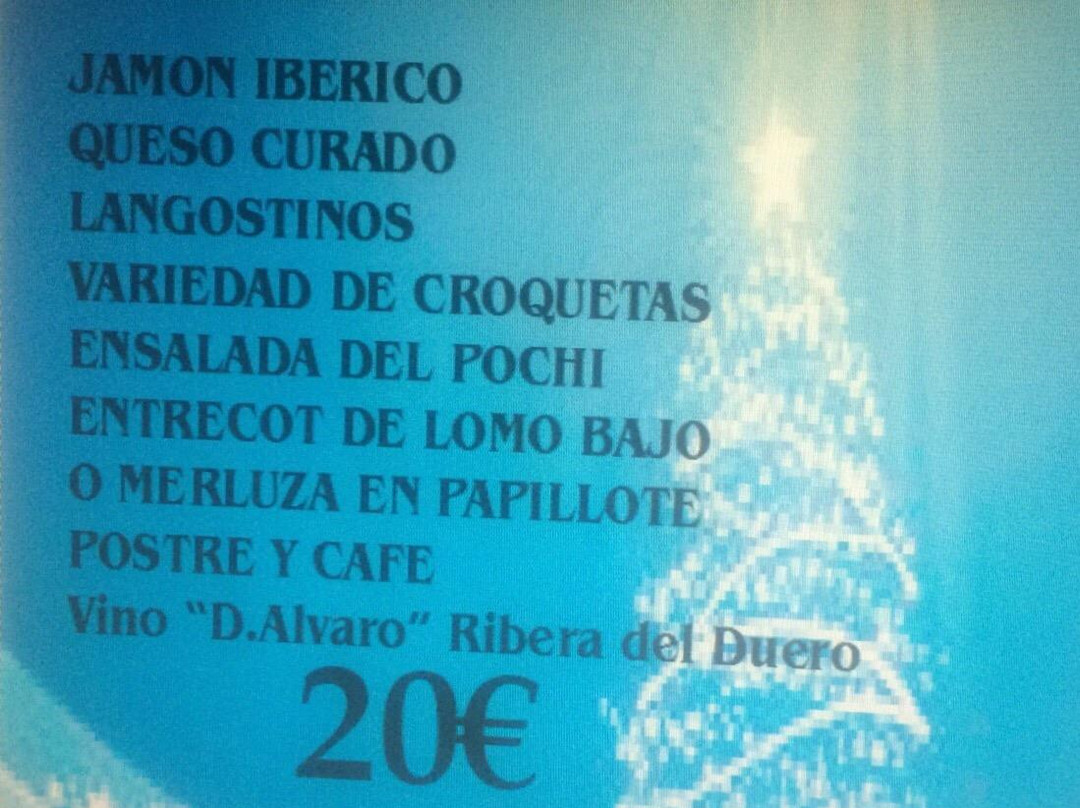 JAMON IBERICO
QUESO CURADO
LANGOSTINOS
VARIEDAD DE CROQUETAS
ENSALADA DEL POCHI
ENTRECOT DE LOMO BAJO
O MERLUZA EN PAPILLOTE
POSTRE Y CAFE
Vino "D.Alvaro" Ribera del Duero
20€